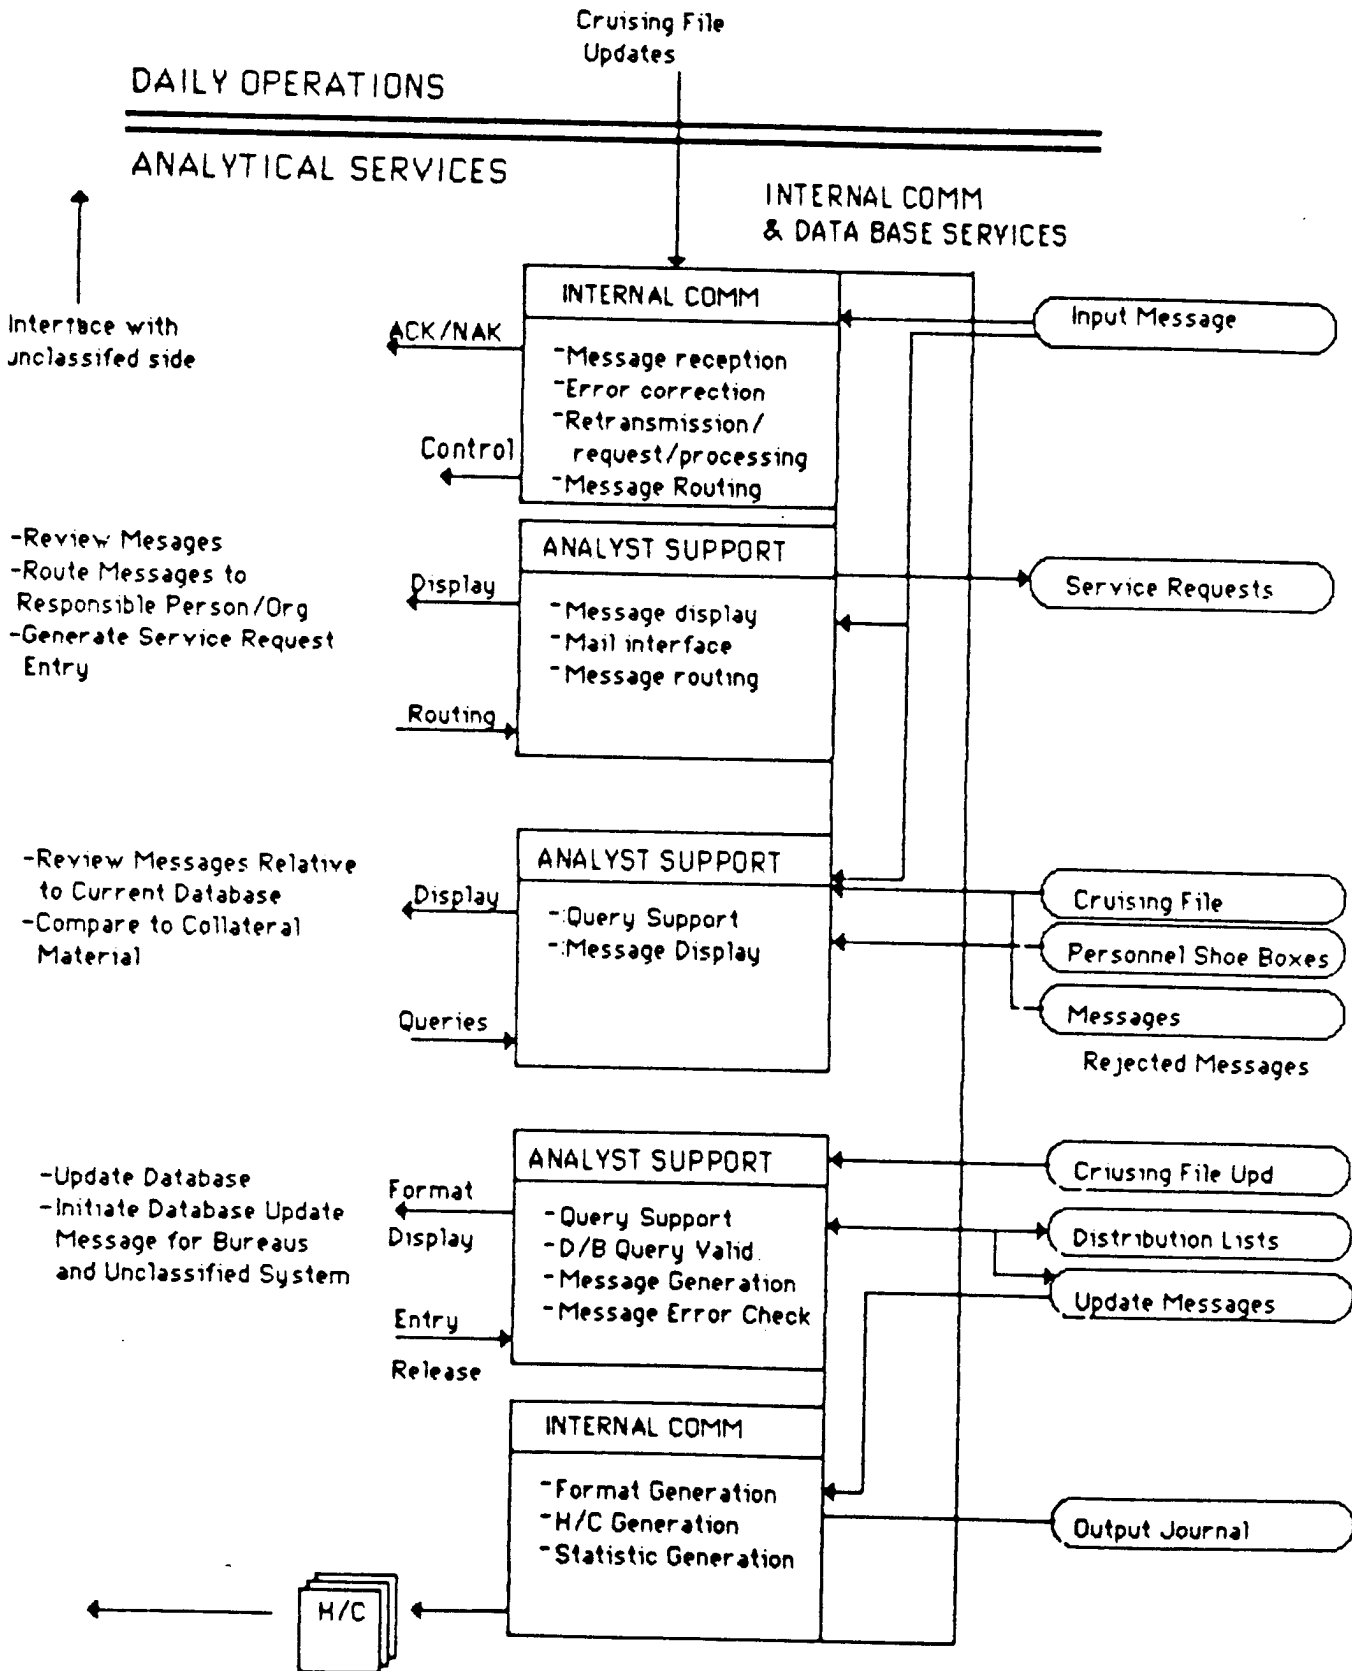 Cruising File
Updates
DAILY OPERATIONS
ANALYTICAL SERVICES
INTERNAL COMM
& DATA BASE SERVICES
Interface with
unclassifed side
ACK/NAK
Control
INTERNAL COMM
-Message reception
-Error correction
-Retransmission/
request/processing
-Message Routing
Input Message
-Review Mesages
-Route Messages to
Responsible Person/Org
-Generate Service Request
Entry
Display
Routing
ANALYST SUPPORT
-Message display
-Mail interface
-Message routing
Service Requests
-Review Messages Relative
to Current Database
-Compare to Collateral
Material
Display
Queries
ANALYST SUPPORT
-:Query Support
-:Message Display
Cruising File
Personnel Shoe Boxes
Messages
Rejected Messages
-Update Database
-Initiate Database Update
Message for Bureaus
and Unclassified System
Format
Display
Entry
Release
ANALYST SUPPORT
-Query Support
-D/B Query Valid.
-Message Generation
-Message Error Check
Criusing File Upd
Distribution Lists
Update Messages
INTERNAL COMM
-Format Generation
-H/C Generation
-Statistic Generation
Output Journal
H/C